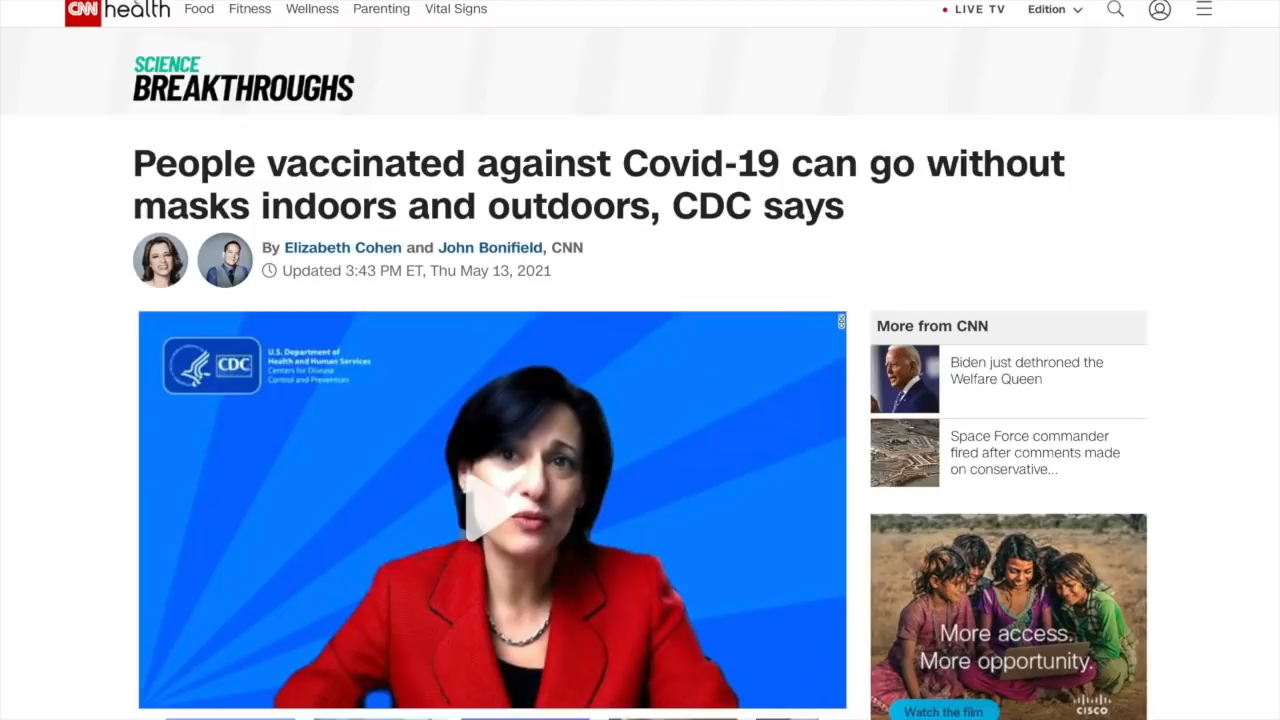 CNN health Food Fitness Wellness Parenting Vital Signs LIVE TV Edition
SCIENCE
BREAKTHROUGHS
People vaccinated against Covid-19 can go without
masks indoors and outdoors, CDC says
By Elizabeth Cohen and John Bonifield, CNN
Updated 3:43 PM ET, Thu May 13, 2021
CDC
CDC
U.S. Department of
Health and Human Services
Centers for Disease
Control and Prevention
More from CNN
Biden just dethroned the
Welfare Queen
Space Force commander
fired after comments made
on conservative...
More access.
More opportunity.
CISCO
Watch the film